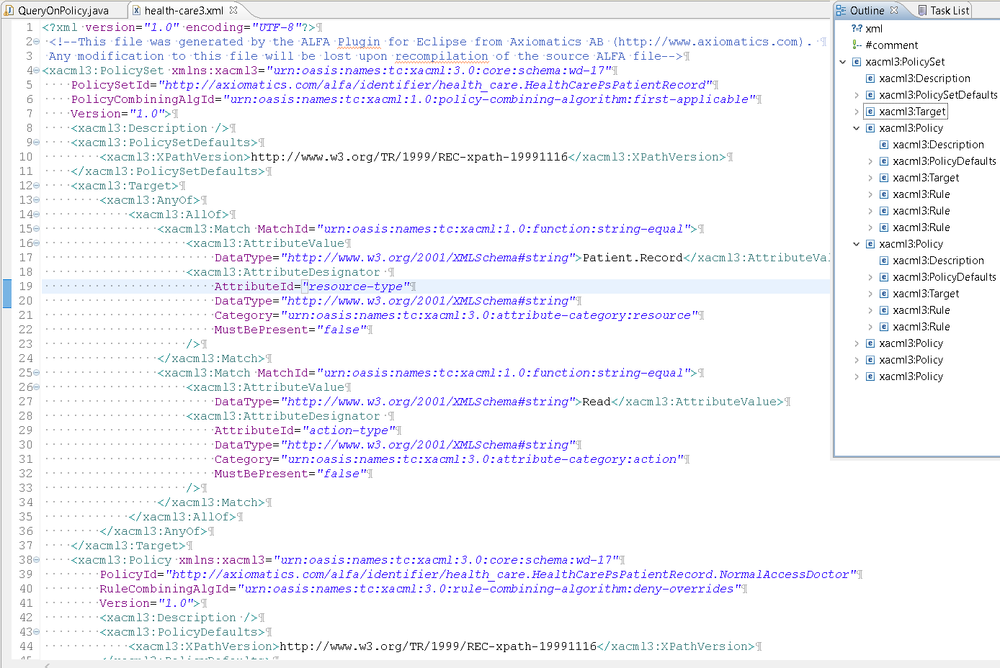 QueryOnPolicy.java
health-care3.xml
1 <?xml version="1.0" encoding="UTF-8"?>
2 <!--This file was generated by the ALFA Plugin for Eclipse from Axiomatics AB (http://www.axiomatics.com).
3 Any modification to this file will be lost upon recompilation of the source ALFA file-->
4 <xacml3:PolicySet xmlns:xacml3="urn:oasis:names:tc:xacml:3.0:core:schema:wd-17"
5 PolicySetId="http://axiomatics.com/alfa/identifier/health_care.HealthCarePsPatientRecord"
6 PolicyCombiningAlgId="urn:oasis:names:tc:xacml:1.0:policy-combining-algorithm:first-applicable"
7 Version="1.0">
8 <xacml3:Description />
9 <xacml3:PolicySetDefaults>
10 <xacml3:XPathVersion>http://www.w3.org/TR/1999/REC-xpath-19991116</xacml3:XPathVersion>
11 </xacml3:PolicySetDefaults>
12 <xacml3:Target>
13 <xacml3:AnyOf>
14 <xacml3:AllOf>
15 <xacml3:Match MatchId="urn:oasis:names:tc:xacml:1.0:function:string-equal">
16 <xacml3:AttributeValue
17 DataType="http://www.w3.org/2001/XMLSchema#string">Patient.Record</xacml3:AttributeVal
18 <xacml3:AttributeDesignator
19 AttributeId="resource-type"
20 DataType="http://www.w3.org/2001/XMLSchema#string"
21 Category="urn:oasis:names:tc:xacml:3.0:attribute-category:resource"
22 MustBePresent="false"
23 />
24 </xacml3:Match>
25 <xacml3:Match MatchId="urn:oasis:names:tc:xacml:1.0:function:string-equal">
26 <xacml3:AttributeValue
27 DataType="http://www.w3.org/2001/XMLSchema#string">Read</xacml3:AttributeValue>
28 <xacml3:AttributeDesignator
29 AttributeId="action-type"
30 DataType="http://www.w3.org/2001/XMLSchema#string"
31 Category="urn:oasis:names:tc:xacml:3.0:attribute-category:action"
32 MustBePresent="false"
33 />
34 </xacml3:Match>
35 </xacml3:AllOf>
36 </xacml3:AnyOf>
37 </xacml3:Target>
38 <xacml3:Policy xmlns:xacml3="urn:oasis:names:tc:xacml:3.0:core:schema:wd-17"
39 PolicyId="http://axiomatics.com/alfa/identifier/health_care.HealthCarePsPatientRecord.NormalAccessDoctor"
40 RuleCombiningAlgId="urn:oasis:names:tc:xacml:3.0:rule-combining-algorithm:deny-overrides"
41 Version="1.0">
42 <xacml3:Description />
43 <xacml3:PolicyDefaults>
44 <xacml3:XPathVersion>http://www.w3.org/TR/1999/REC-xpath-19991116</xacml3:XPathVersion>
45 </xacml3:PolicyDefaults>
Outline
Task List
xml
#comment
xacml3:PolicySet
xacml3:Description
xacml3:PolicySetDefaults
xacml3:Target
xacml3:Policy
xacml3:Description
xacml3:PolicyDefaults
xacml3:Target
xacml3:Rule
xacml3:Rule
xacml3:Rule
xacml3:Policy
xacml3:Description
xacml3:PolicyDefaults
xacml3:Target
xacml3:Rule
xacml3:Rule
xacml3:Policy
xacml3:Policy
xacml3:Policy